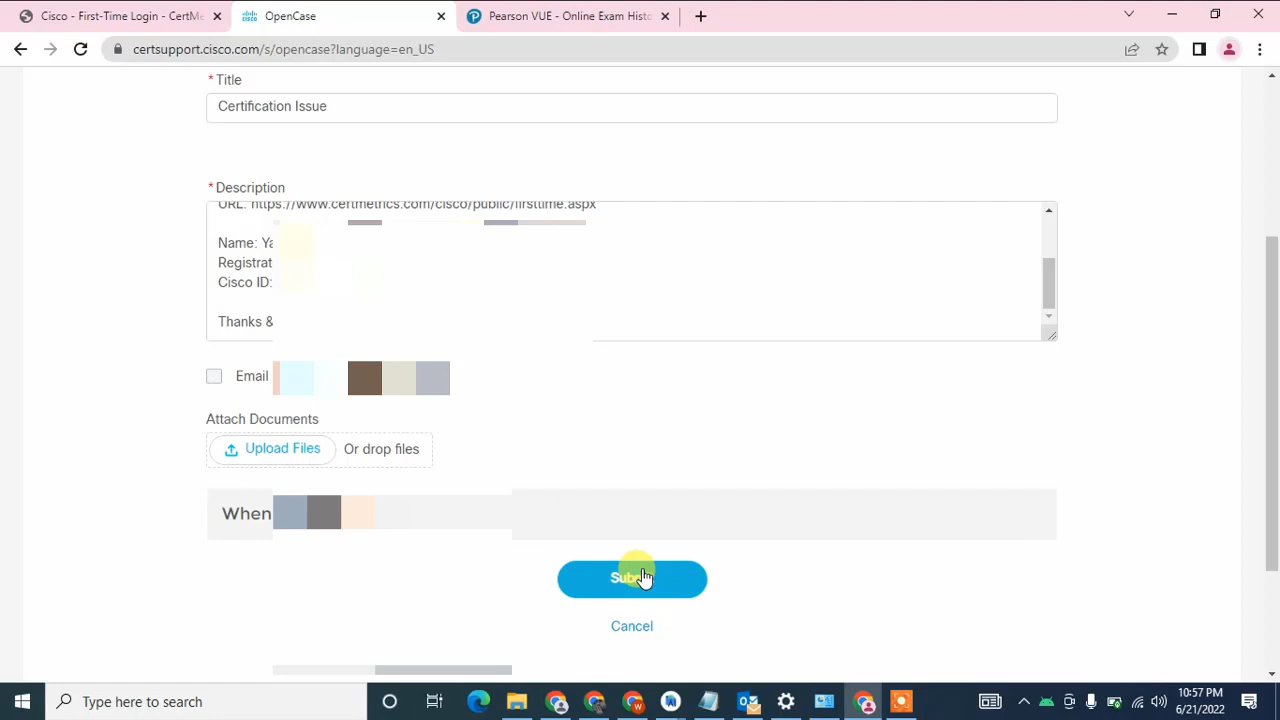 Cisco - First-Time Login - CertMe
OpenCase
Pearson VUE - Online Exam Histo
certsupport.cisco.com/s/opencase?language=en_US
*Title
Certification Issue
*Description
URL: https://www.certmetrics.com/cisco/public/firsttime.aspx
Name: Ya
Registrat
Cisco ID:
Thanks &
Email
Attach Documents
Upload Files Or drop files
When
Cancel
Type here to search
10:57 PM
6/21/2022